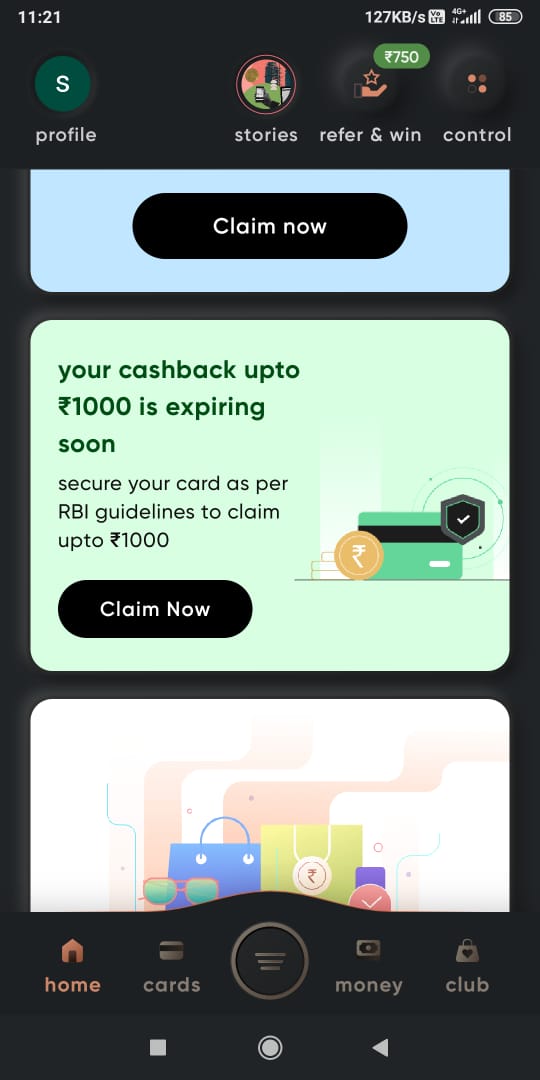 11:21
127KB/s Vo LTE 4G+ 85
₹750
S
profile
stories
refer & win
control
Claim now
your cashback upto
₹1000 is expiring
soon
secure your card as per
RBI guidelines to claim
upto ₹1000
₹
Claim Now
₹
home
cards
money
club